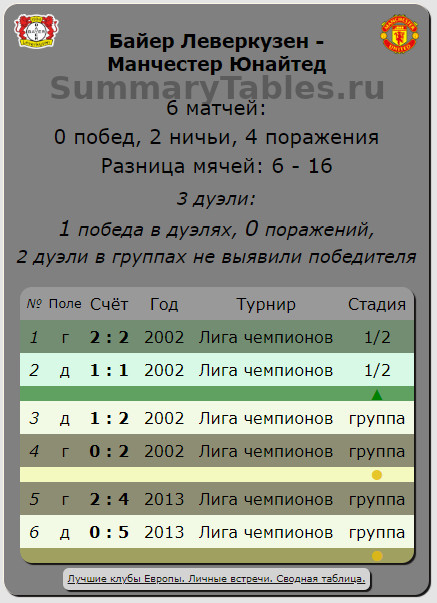 Байер Леверкузен -
Манчестер Юнайтед
SummaryTables.ru
6 матчей:
0 побед, 2 ничьи, 4 поражения
Разница мячей: 6 - 16
3 дуэли:
1 победа в дуэлях, 0 поражений,
2 дуэли в группах не выявили победителя
№ Поле Счёт Год Турнир Стадия
1 г 2 : 2 2002 Лига чемпионов 1/2
2 д 1 : 1 2002 Лига чемпионов 1/2
3 д 1 : 2 2002 Лига чемпионов группа
4 г 0 : 2 2002 Лига чемпионов группа
5 г 2 : 4 2013 Лига чемпионов группа
6 д 0 : 5 2013 Лига чемпионов группа
Лучшие клубы Европы. Личные встречи. Сводная таблица.